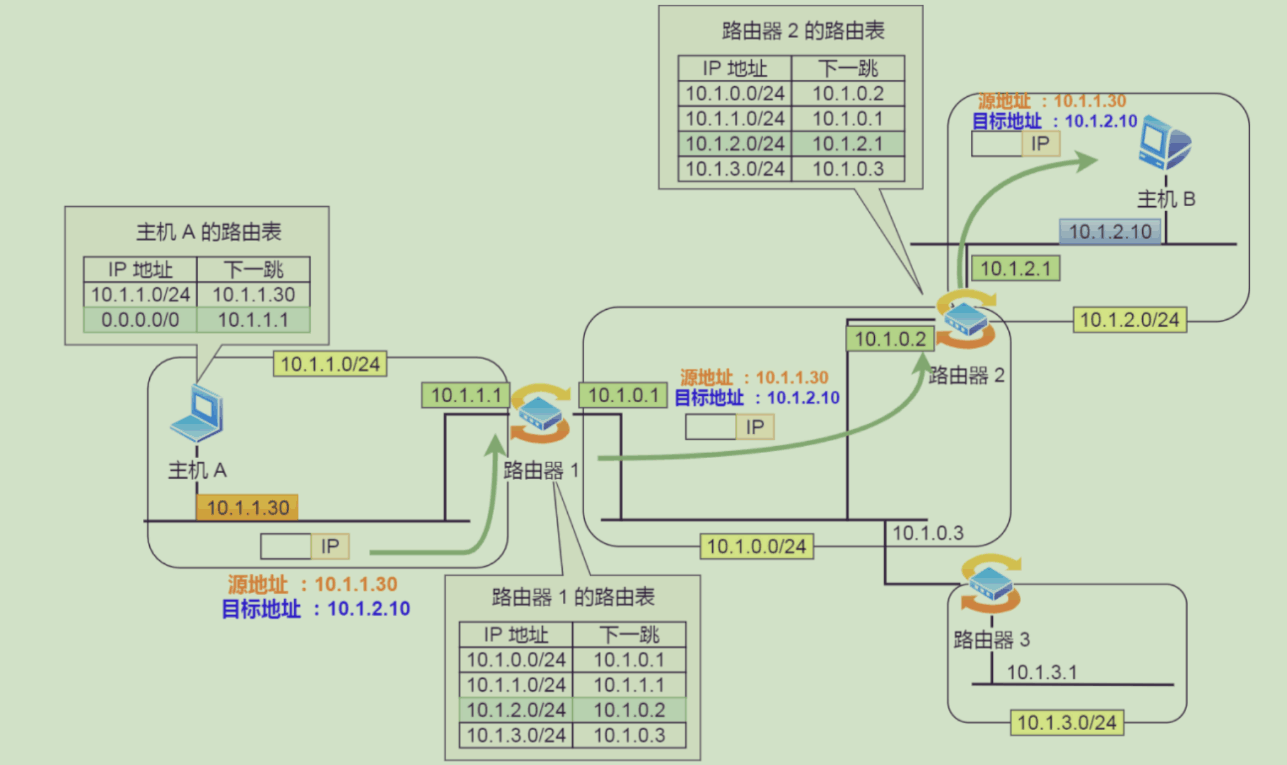 路由器 2 的路由表
IP 地址 下一跳
10.1.0.0/24 10.1.0.2
10.1.1.0/24 10.1.0.1
10.1.2.0/24 10.1.2.1
10.1.3.0/24 10.1.0.3
源地址 ：10.1.1.30
目标地址 ：10.1.2.10
IP
主机 B
10.1.2.10
10.1.2.1
10.1.2.0/24
主机 A 的路由表
IP 地址 下一跳
10.1.1.0/24 10.1.1.30
0.0.0.0/0 10.1.1.1
10.1.1.0/24
主机 A
10.1.1.30
IP
源地址 ：10.1.1.30
目标地址 ：10.1.2.10
10.1.1.1
路由器 1
10.1.0.1
源地址 ：10.1.1.30
目标地址 ：10.1.2.10
IP
10.1.0.2
路由器 2
10.1.0.0/24
10.1.0.3
路由器 1 的路由表
IP 地址 下一跳
10.1.0.0/24 10.1.0.1
10.1.1.0/24 10.1.1.1
10.1.2.0/24 10.1.0.2
10.1.3.0/24 10.1.0.3
路由器 3
10.1.3.1
10.1.3.0/24